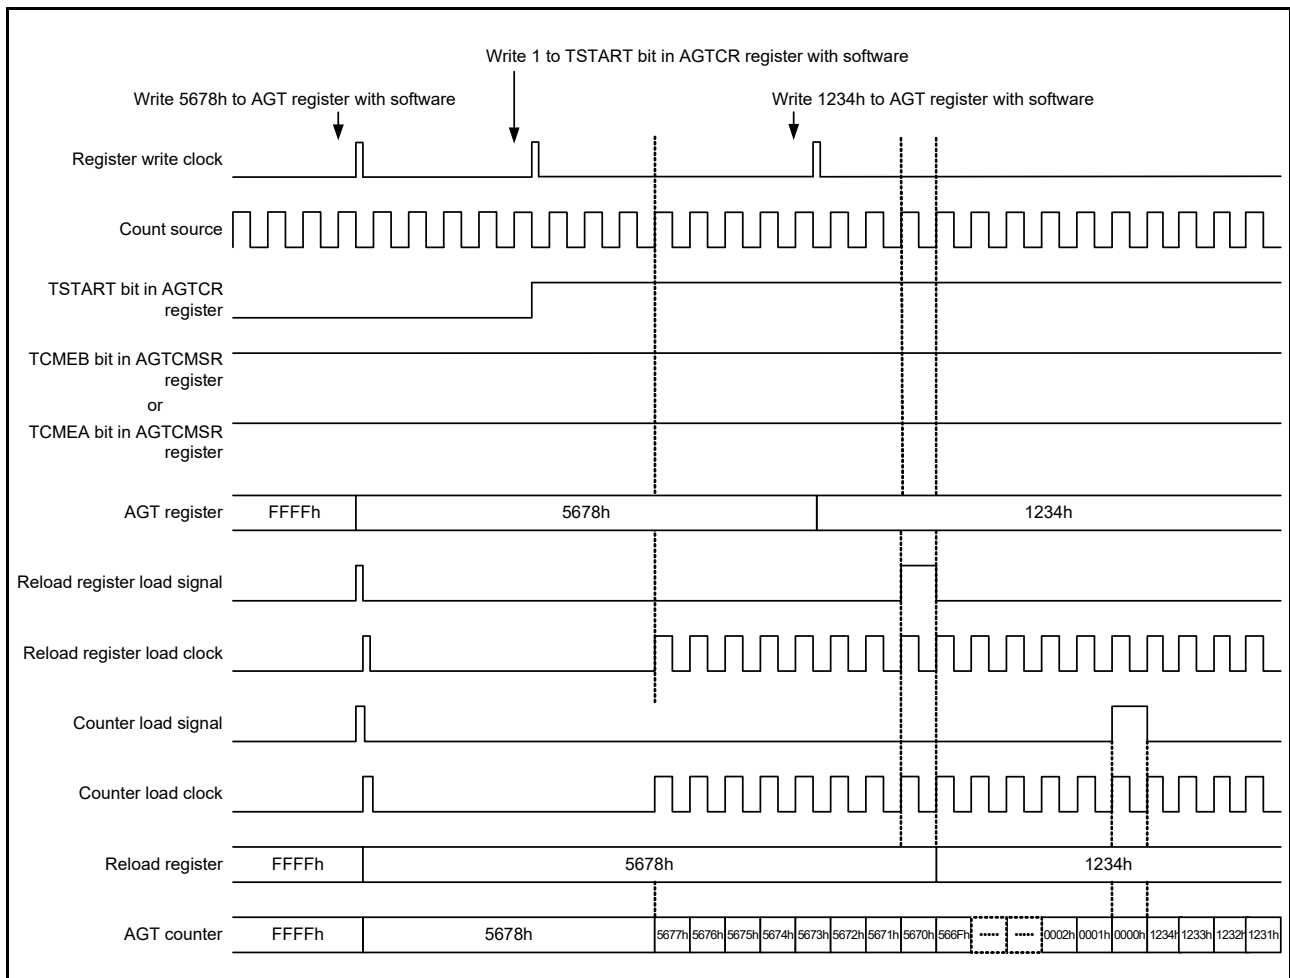 Write 1 to TSTART bit in AGTCR register with software
Write 5678h to AGT register with software
Write 1234h to AGT register with software
Register write clock
Count source
TSTART bit in AGTCR
register
TCMEB bit in AGTCMSR
register
or
TCMEA bit in AGTCMSR
register
AGT register FFFFh 5678h 1234h
Reload register load signal
Reload register load clock
Counter load signal
Counter load clock
Reload register FFFFh 5678h 1234h
AGT counter FFFFh 5678h 5677h 5676h 5675h 5674h 5673h 5672h 5671h 5670h 566Fh ..... ..... 0002h 0001h 0000h 1234h 1233h 1232h 1231h